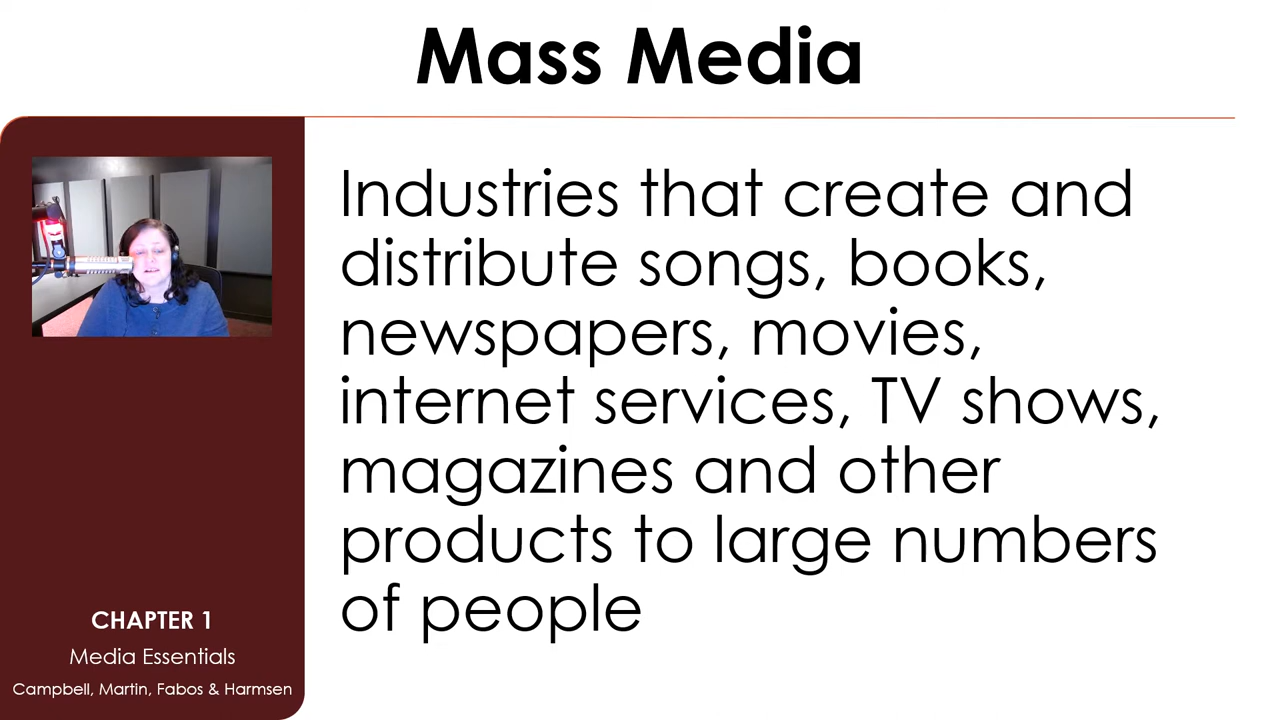 Mass Media
Industries that create and
distribute songs, books,
newspapers, movies,
internet services, TV shows,
magazines and other
products to large numbers
of people
CHAPTER 1
Media Essentials
Campbell, Martin, Fabos & Harmsen